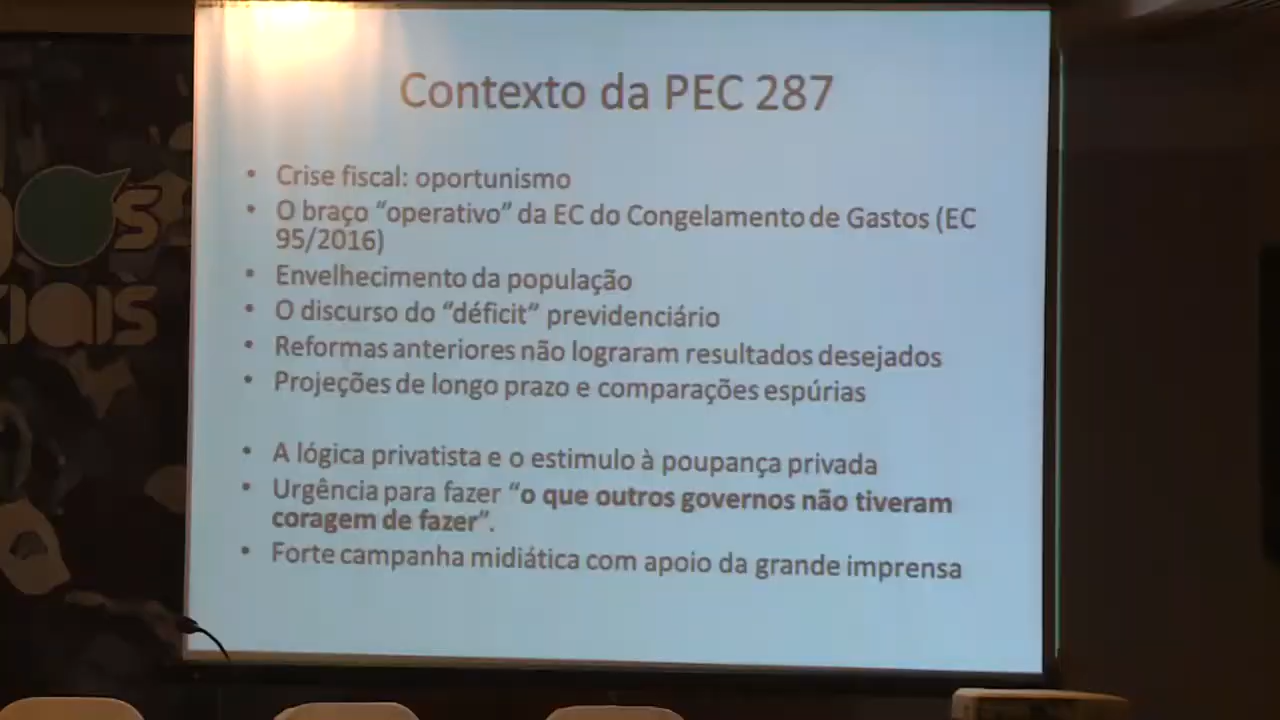 Contexto da PEC 287
• Crise fiscal: oportunismo
• O braço “operativo” da EC do Congelamento de Gastos (EC
95/2016)
• Envelhecimento da população
• O discurso do “déficit” previdenciário
• Reformas anteriores não lograram resultados desejados
• Projeções de longo prazo e comparações espúrias
• A lógica privatista e o estimulo à poupança privada
• Urgência para fazer “o que outros governos não tiveram
coragem de fazer”.
• Forte campanha midiática com apoio da grande imprensa